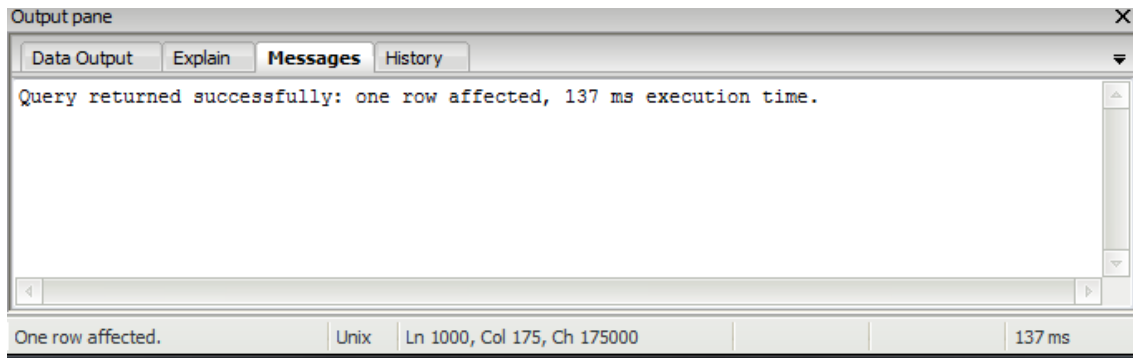 Output pane
Data Output Explain Messages History
Query returned successfully: one row affected, 137 ms execution time.
One row affected. Unix Ln 1000, Col 175, Ch 175000 137 ms